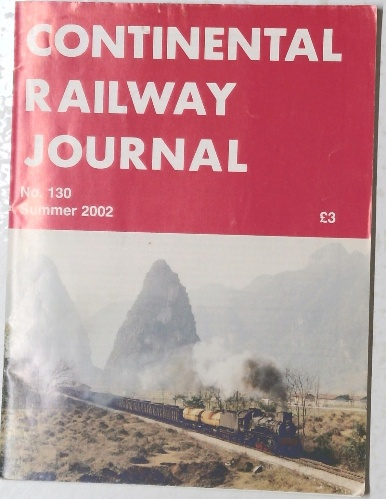 CONTINENTAL
RAILWAY
JOURNAL
No. 130
Summer 2002
£3